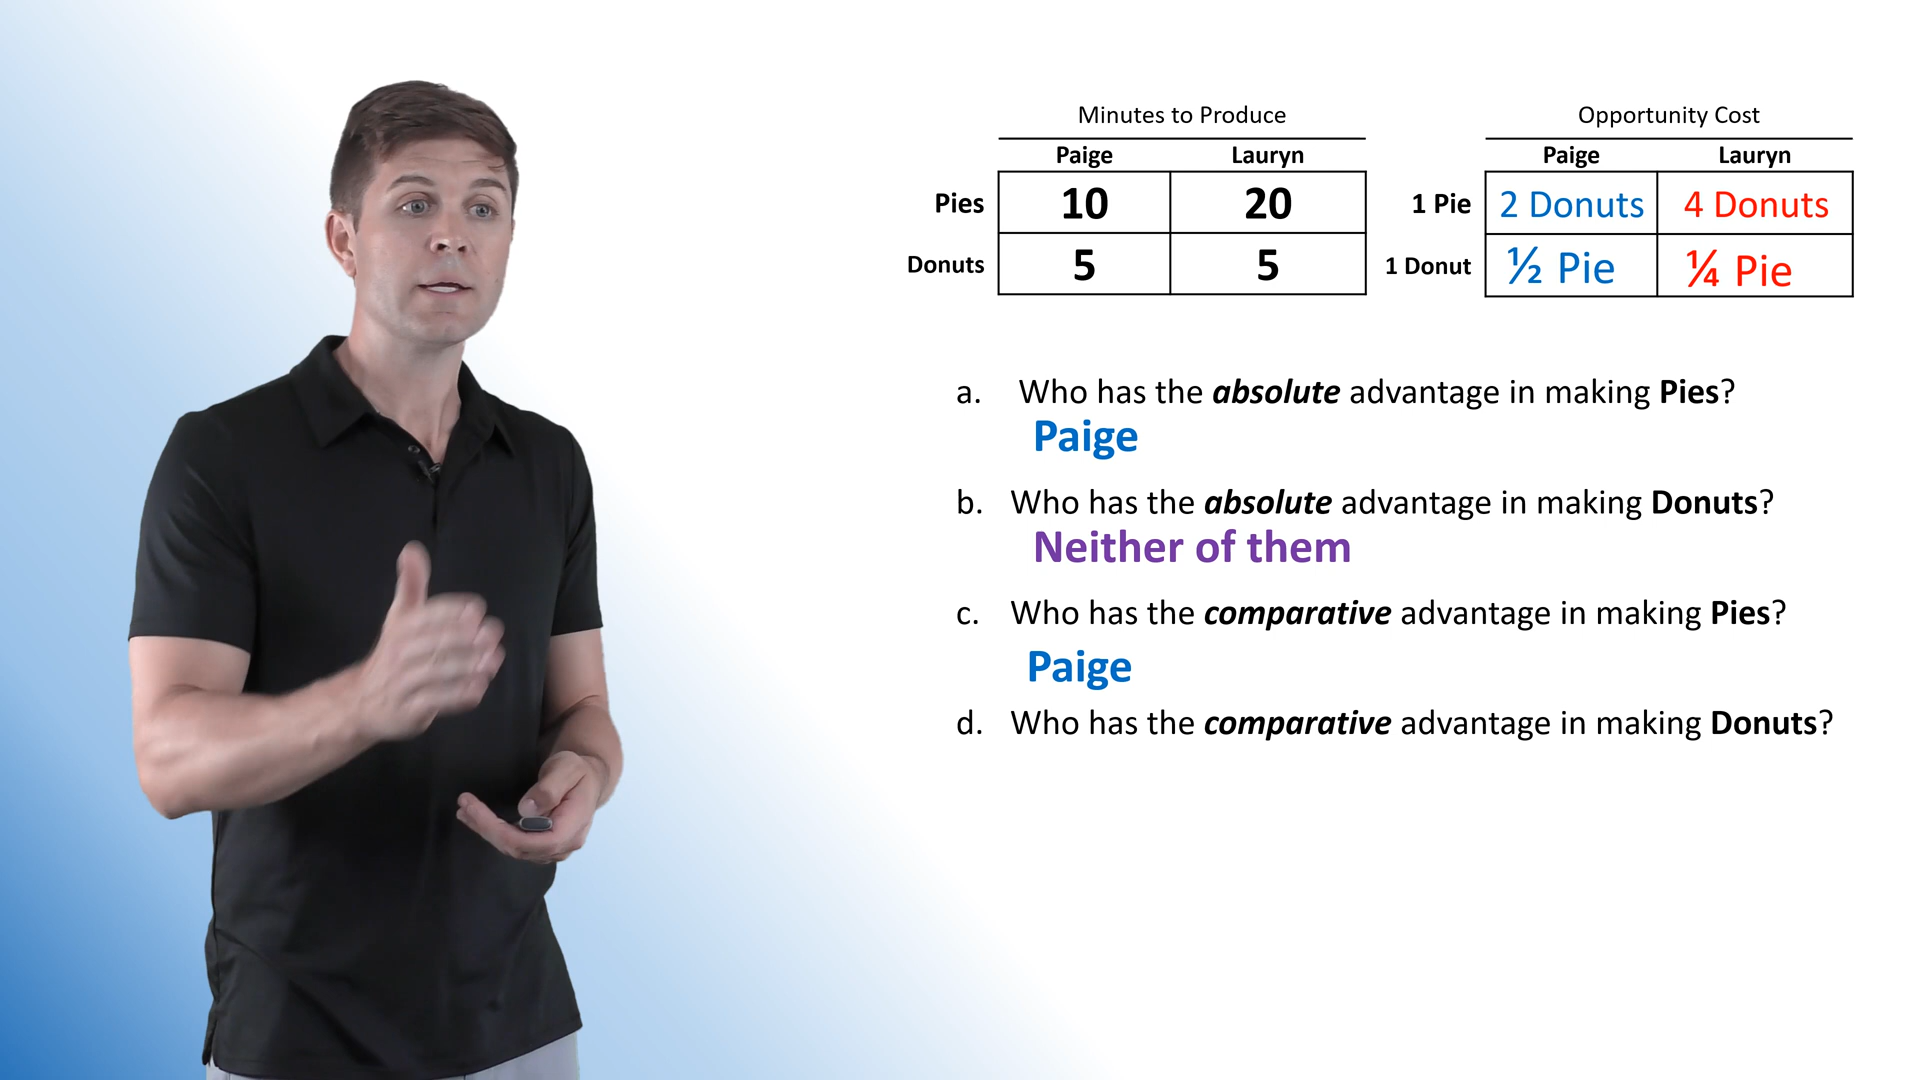 Minutes to Produce
Paige Lauryn
Pies 10 20
Donuts 5 5
Opportunity Cost
Paige Lauryn
1 Pie 2 Donuts 4 Donuts
1 Donut ½ Pie ¼ Pie
a. Who has the absolute advantage in making Pies?
Paige
b. Who has the absolute advantage in making Donuts?
Neither of them
c. Who has the comparative advantage in making Pies?
Paige
d. Who has the comparative advantage in making Donuts?